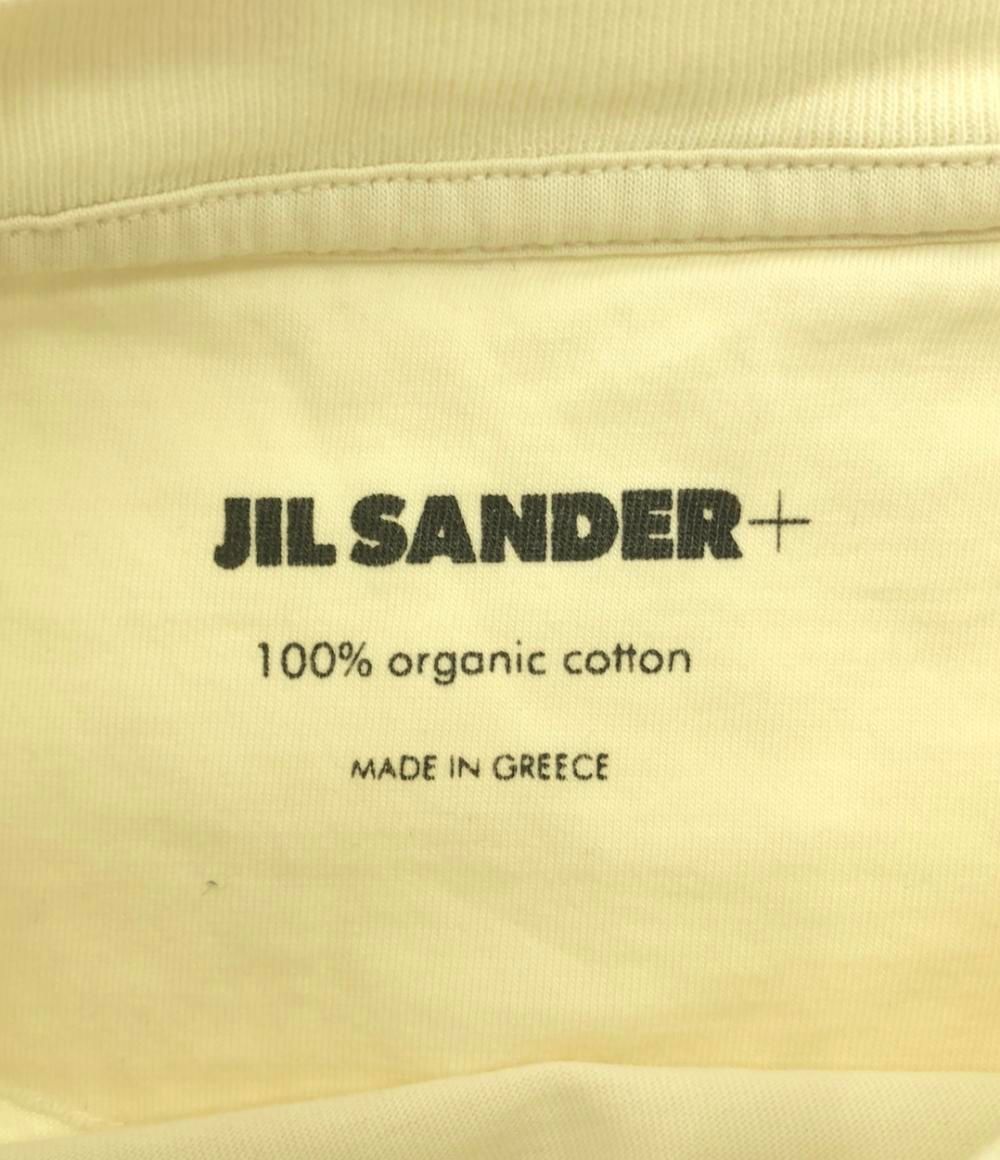 JIL SANDER+
100% organic cotton
MADE IN GREECE